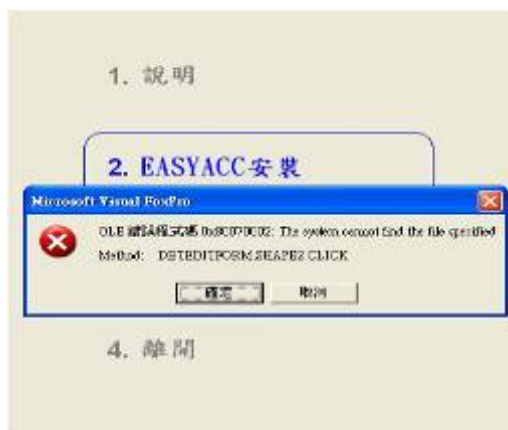 1. 說明
2. EASYACC安裝
Microsoft Visual FoxPro
OLE 錯誤程式碼 0x80070002: The system cannot find the file specified
Method: DETEDITFORM.SHAPE2.CLICK
確定
取消
4. 離開